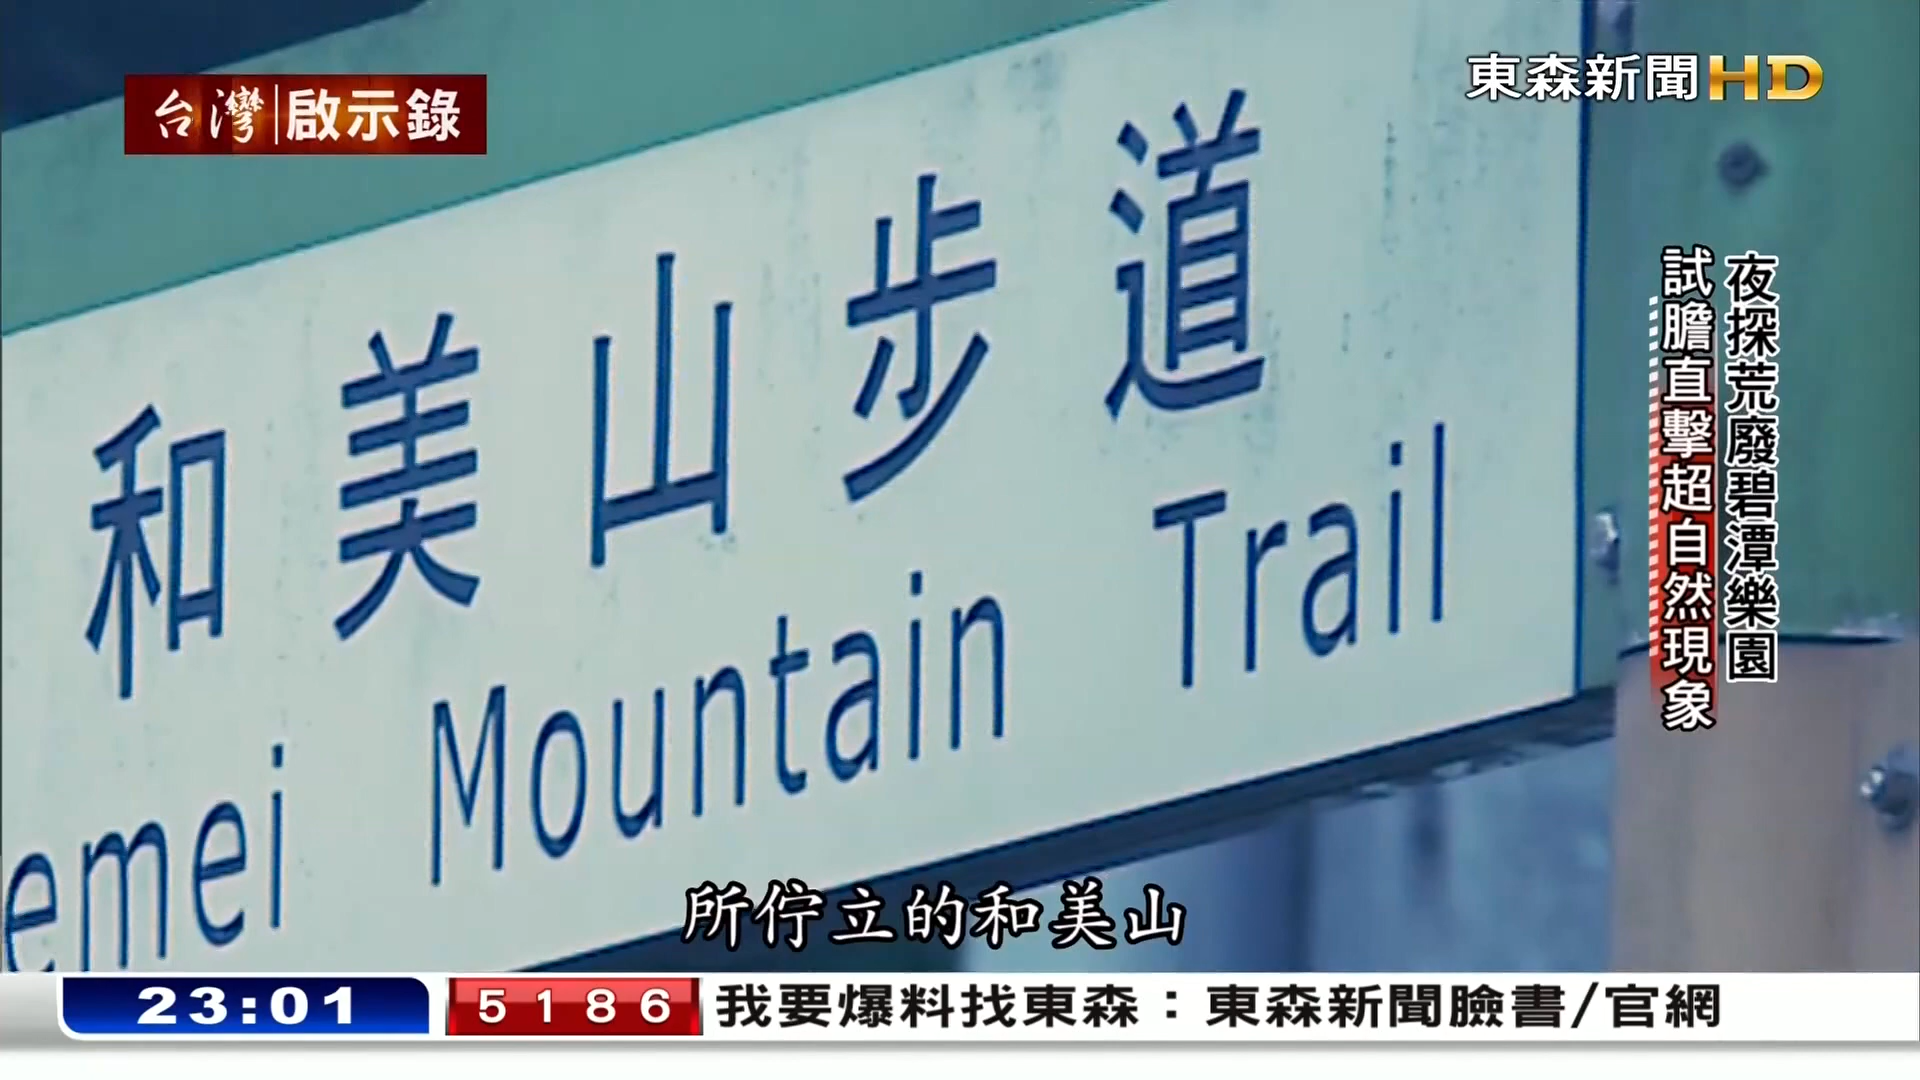 台灣|啟示錄
東森新聞HD
和美山步道
emei Mountain Trail
夜探荒廢碧潭樂園
試膽直擊超自然現象
所佇立的和美山
23:01
5186
我要爆料找東森：東森新聞臉書/官網